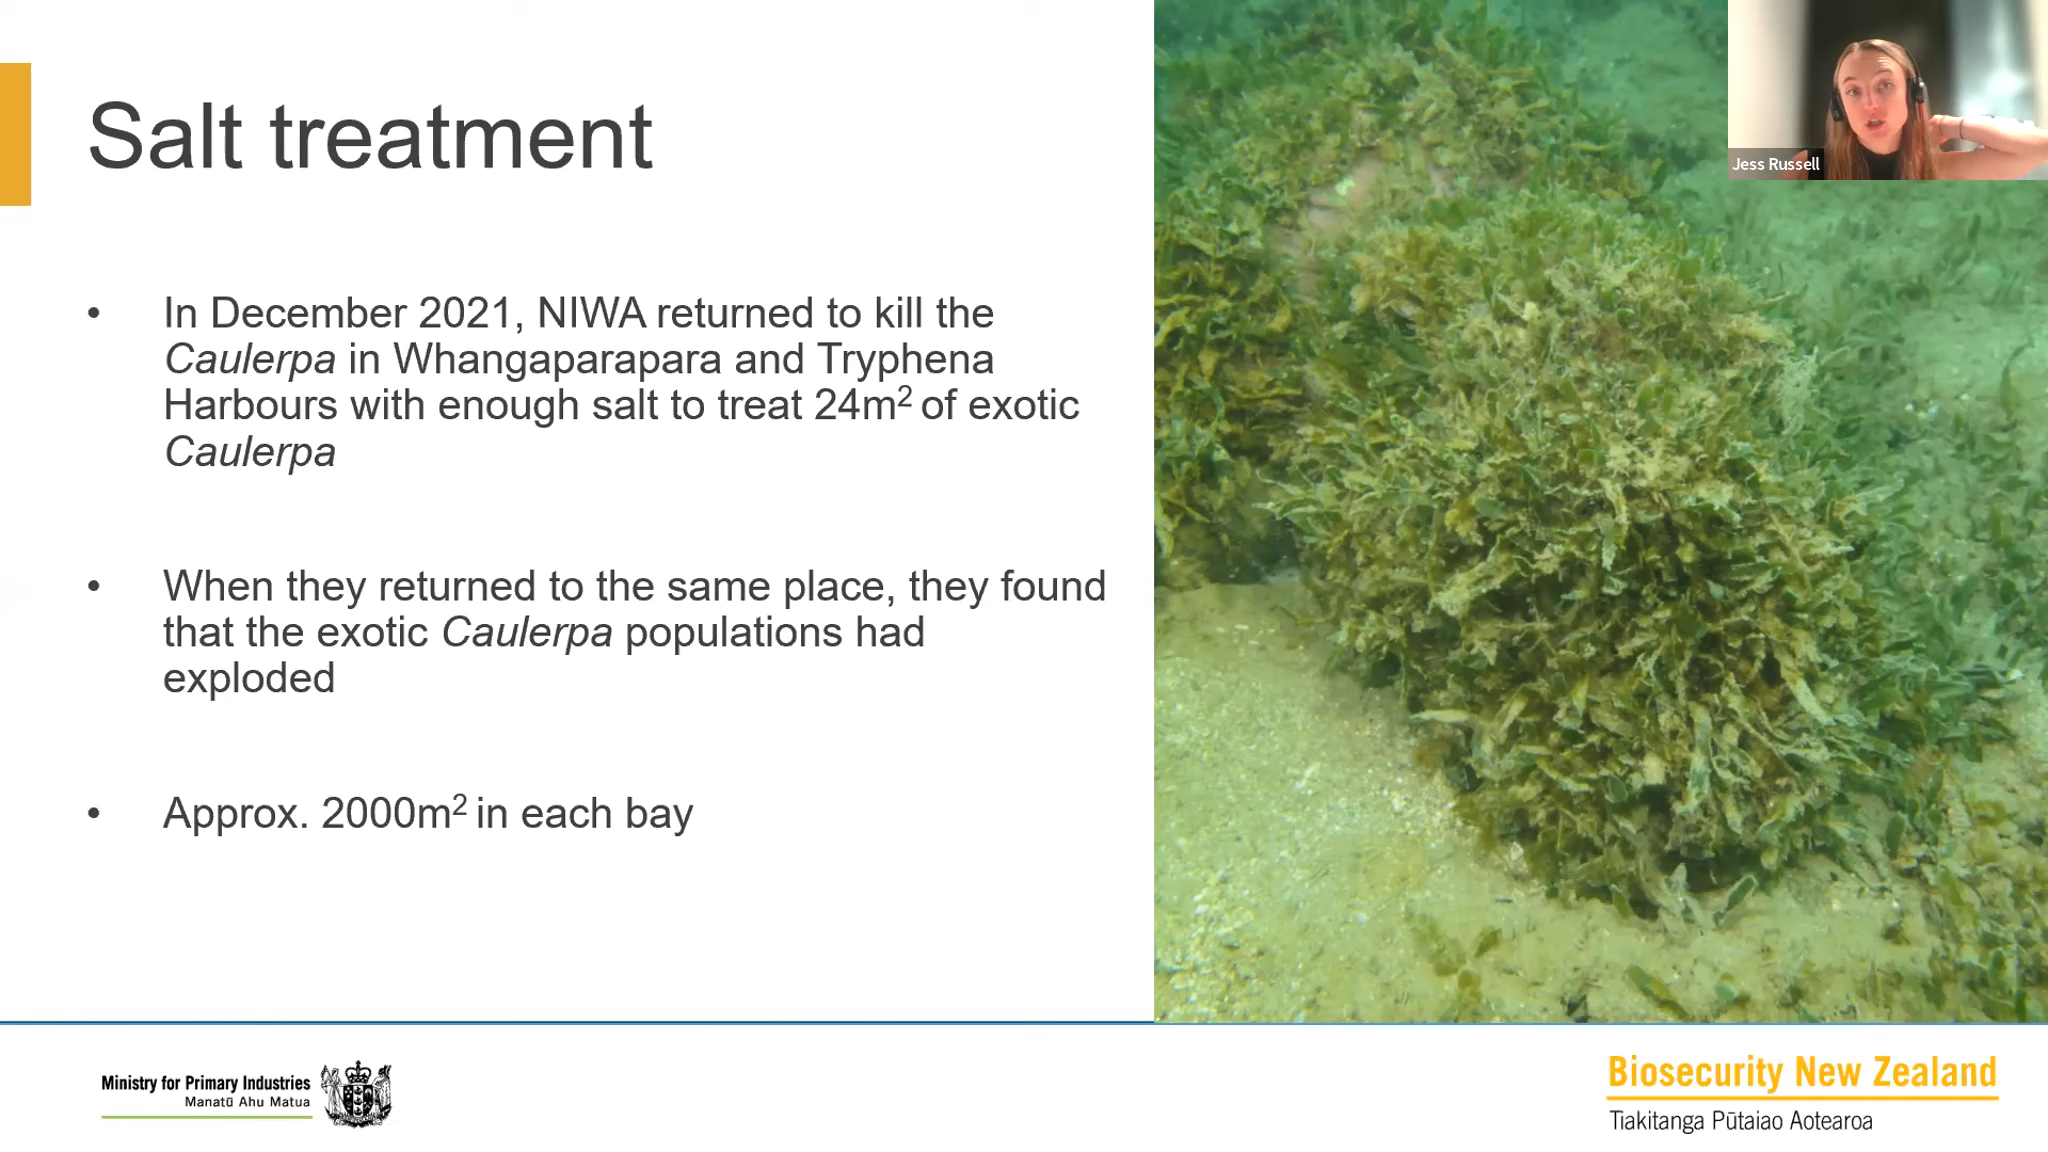 Salt treatment
Jess Russell
• In December 2021, NIWA returned to kill the
Caulerpa in Whangaparapara and Tryphena
Harbours with enough salt to treat 24m² of exotic
Caulerpa
• When they returned to the same place, they found
that the exotic Caulerpa populations had
exploded
• Approx. 2000m² in each bay
Ministry for Primary Industries
Manatū Ahu Matua
Biosecurity New Zealand
Tiakitanga Pūtaiao Aotearoa